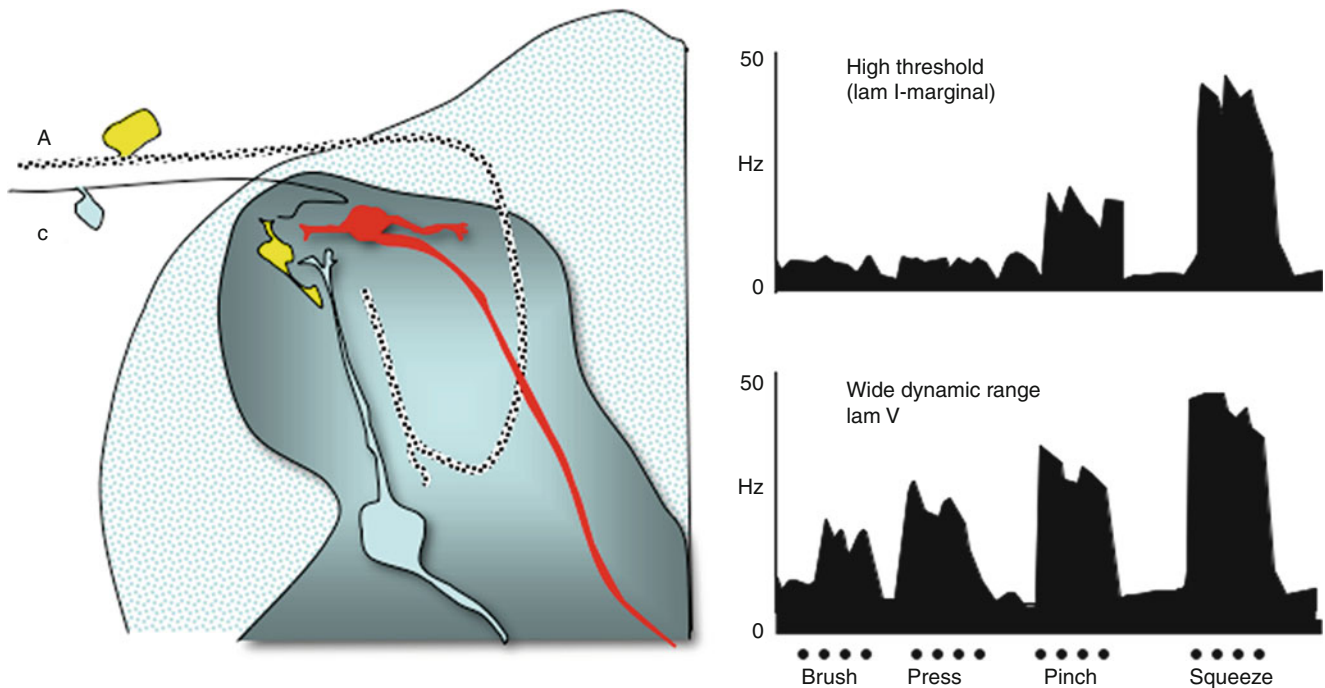 A
c
50
High threshold
(lam I-marginal)
Hz
0
50
Wide dynamic range
lam V
Hz
0
Brush Press Pinch Squeeze